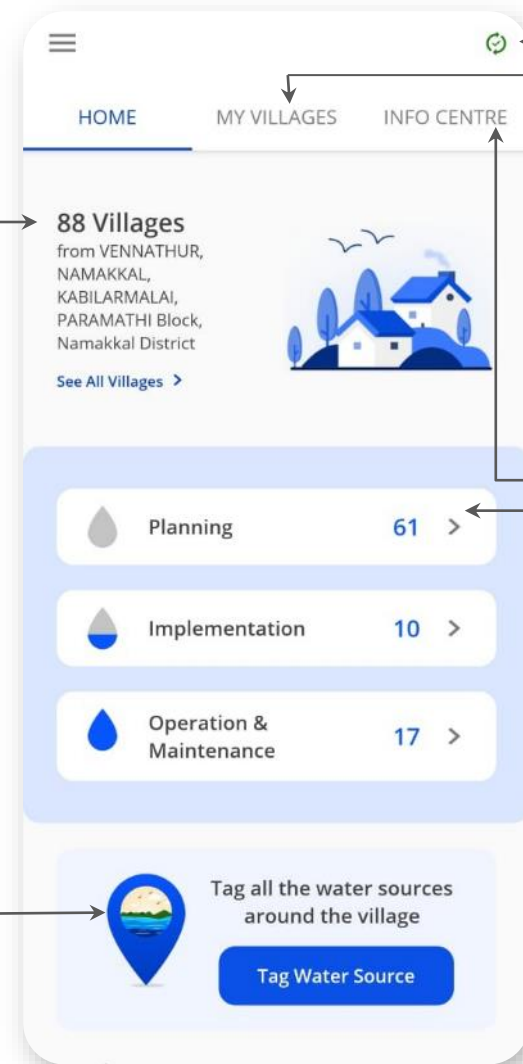 HOME MY VILLAGES INFO CENTRE
88 Villages
from VENNATHUR,
NAMAKKAL,
KABILARMALAI,
PARAMATHI Block,
Namakkal District
See All Villages >
Planning 61 >
Implementation 10 >
Operation &
Maintenance 17 >
Tag all the water sources
around the village
Tag Water Source